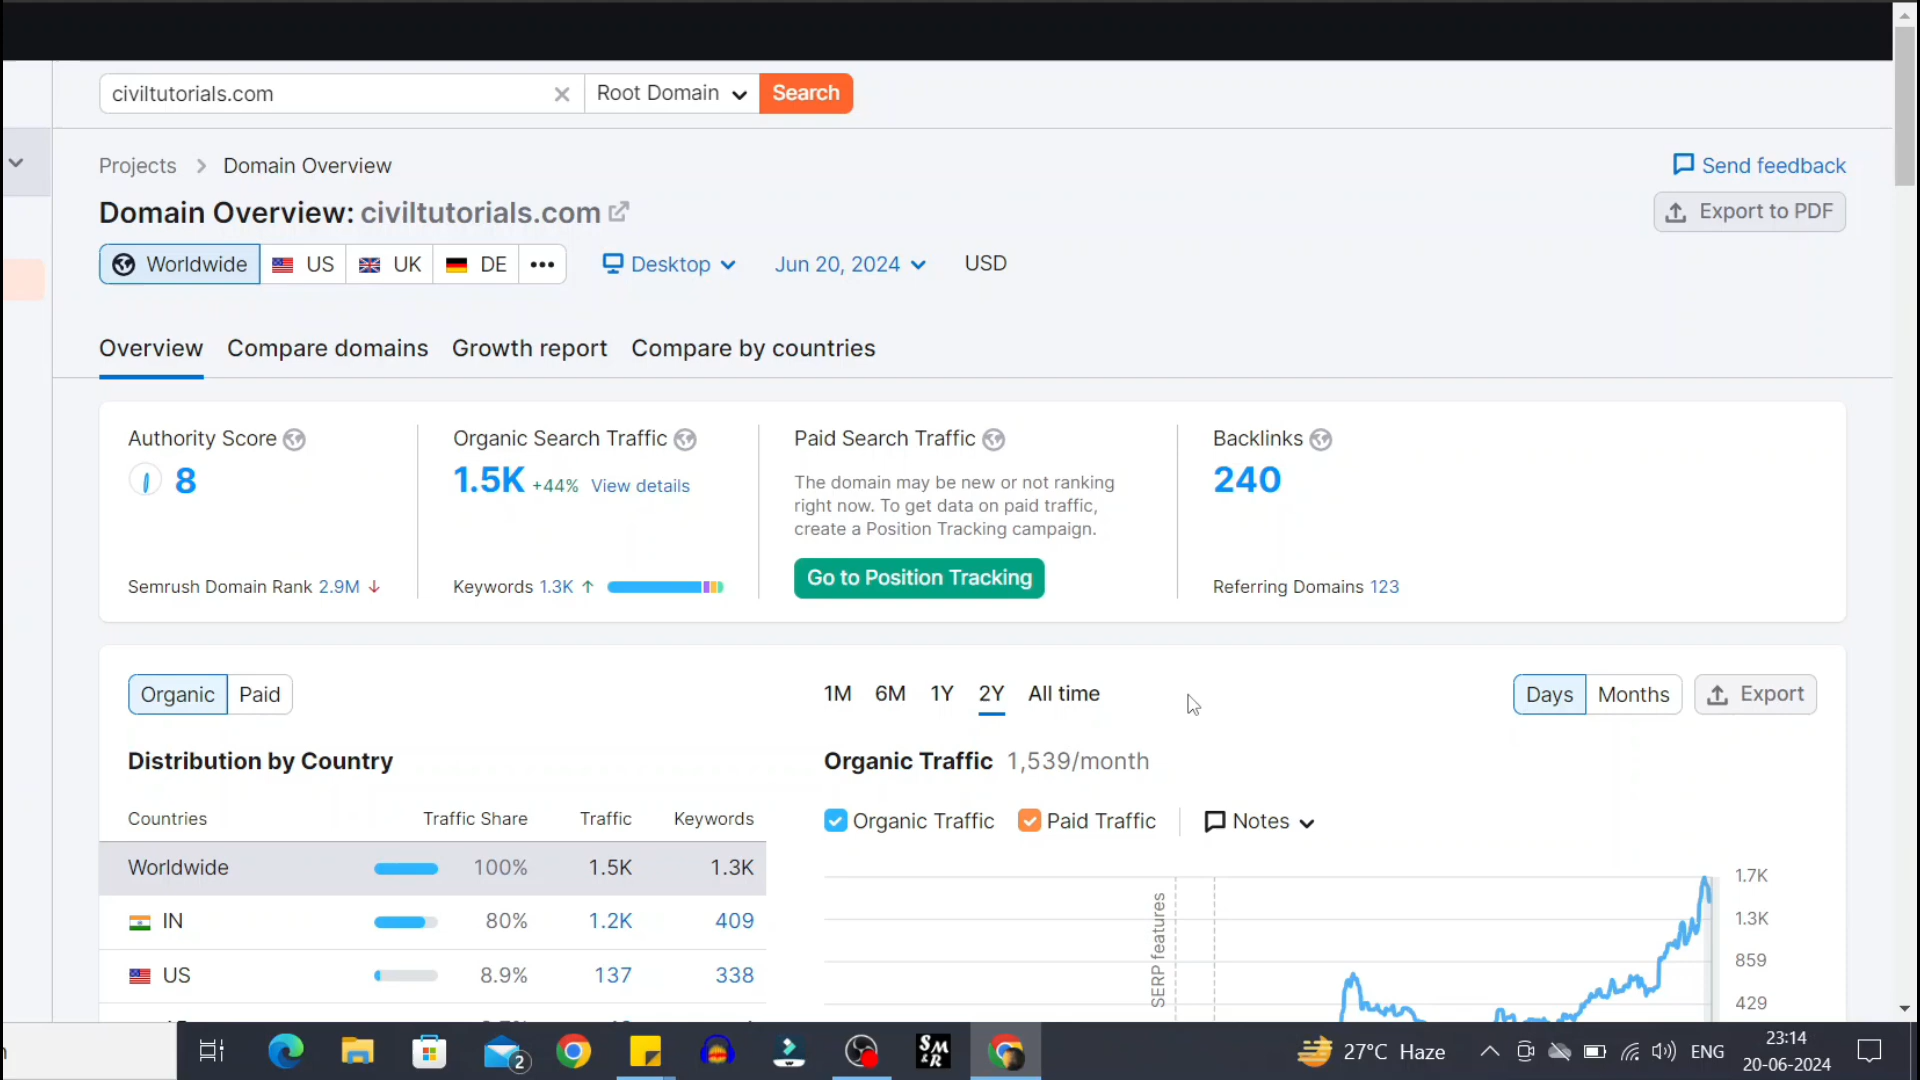 civiltutorials.com
Root Domain
Search
Projects > Domain Overview
Send feedback
Domain Overview: civiltutorials.com
Export to PDF
Worldwide US UK DE •••
Desktop
Jun 20, 2024
USD
Overview Compare domains Growth report Compare by countries
Authority Score
8
Semrush Domain Rank 2.9M ↓
Organic Search Traffic
1.5K +44% View details
Keywords 1.3K ↑
Paid Search Traffic
The domain may be new or not ranking
right now. To get data on paid traffic,
create a Position Tracking campaign.
Go to Position Tracking
Backlinks
240
Referring Domains 123
Organic Paid
1M 6M 1Y 2Y All time
Days Months
Export
Distribution by Country
Countries Traffic Share Traffic Keywords
Worldwide 100% 1.5K 1.3K
IN 80% 1.2K 409
US 8.9% 137 338
Organic Traffic 1,539/month
Organic Traffic Paid Traffic Notes
SERP features
1.7K
1.3K
859
429
2
SM
&R
27°C Haze
ENG
23:14
20-06-2024